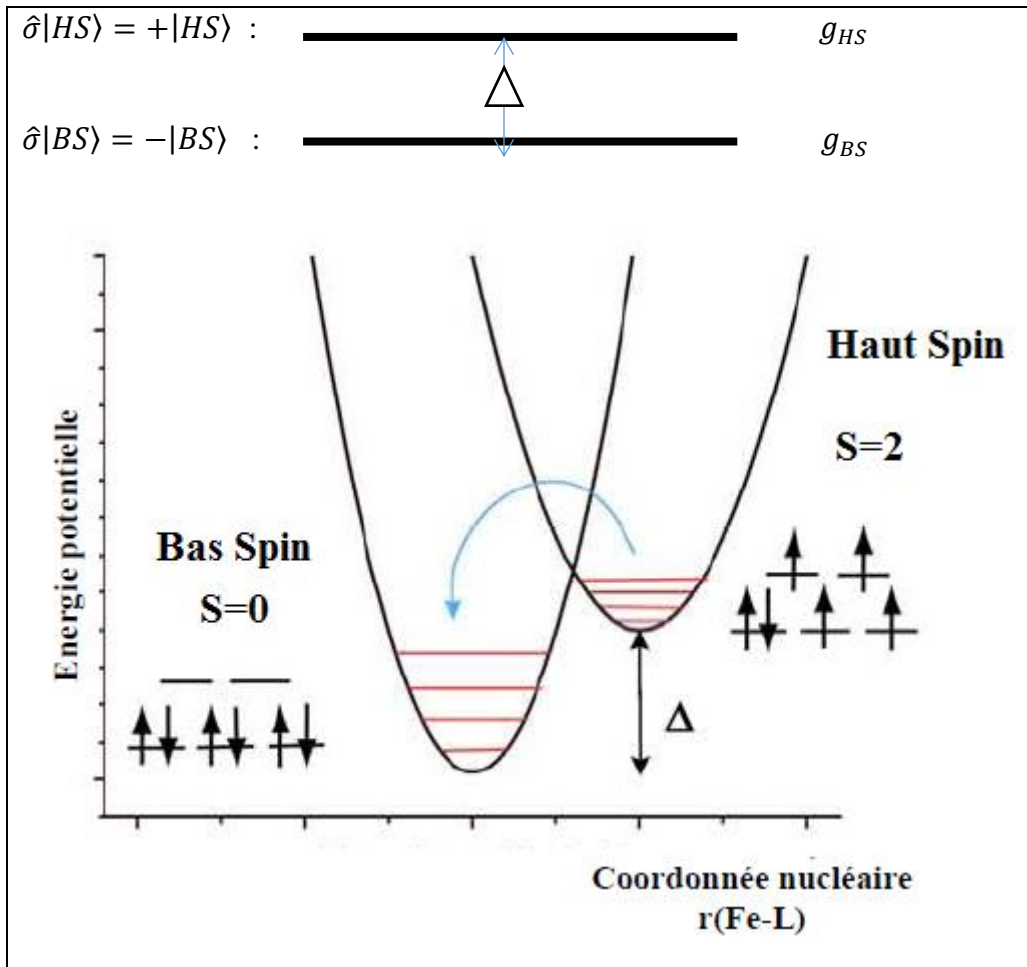 σ̂|HS⟩ = +|HS⟩ : g_HS
Δ
σ̂|BS⟩ = −|BS⟩ : g_BS
Haut Spin
S=2
Energie potentielle
Bas Spin
S=0
Δ
Coordonnée nucléaire
r(Fe-L)